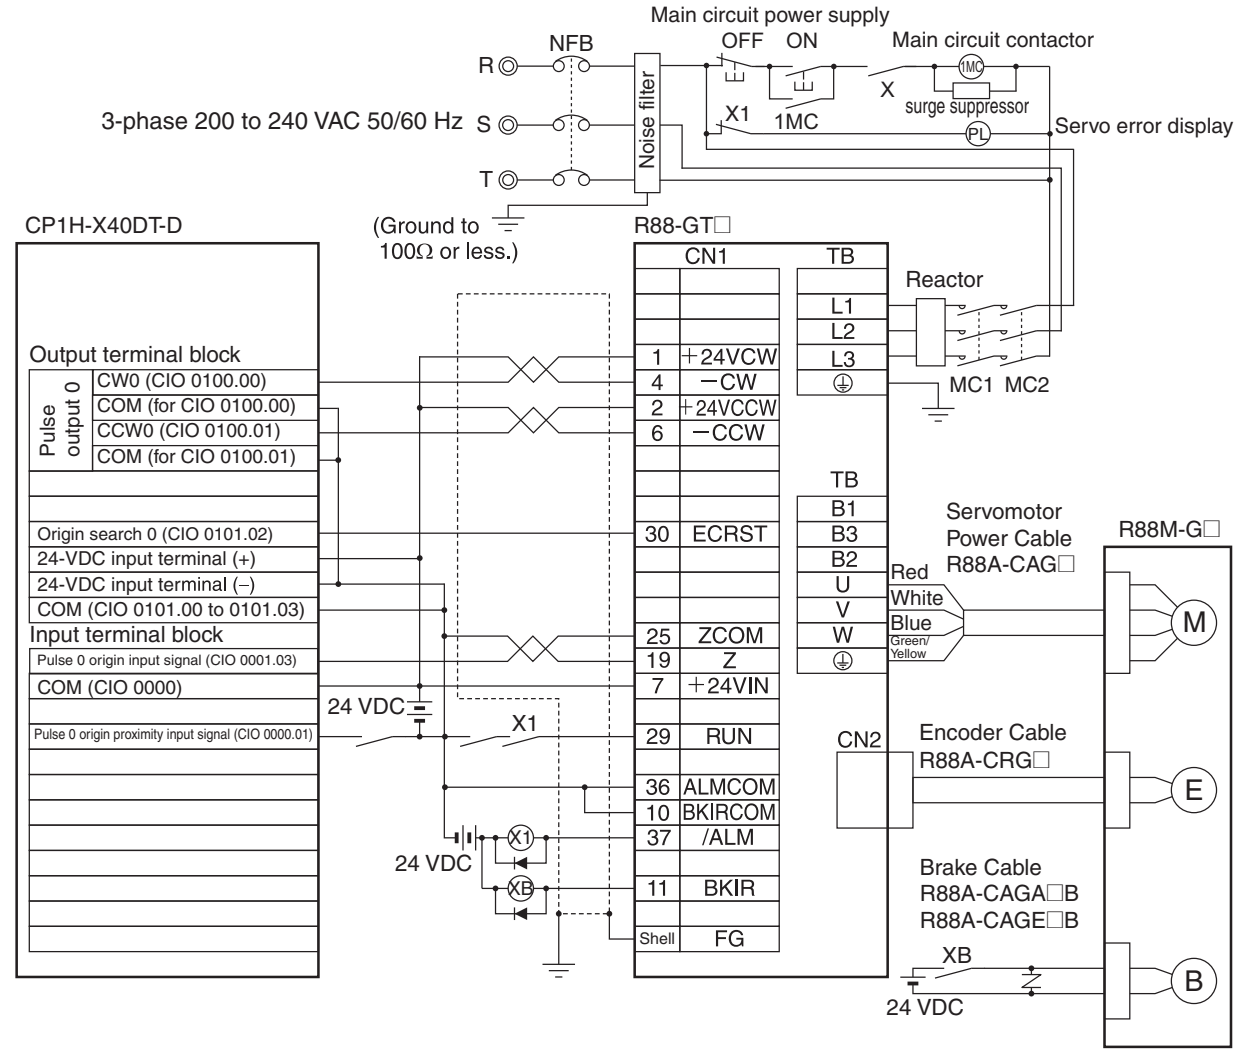 Main circuit power supply
NFB
OFF
ON
Main circuit contactor
R
1MC
X
surge suppressor
X1
1MC
3-phase 200 to 240 VAC 50/60 Hz
S
Noise filter
PL
Servo error display
T
CP1H-X40DT-D
(Ground to
100Ω or less.)
R88-GT□
CN1
TB
Reactor
L1
L2
L3
MC1 MC2
Output terminal block
Pulse
output 0
CW0 (CIO 0100.00)
COM (for CIO 0100.00)
CCW0 (CIO 0100.01)
COM (for CIO 0100.01)
1 +24VCW
4 −CW
2 +24VCCW
6 −CCW
TB
B1
B3
B2
U
V
W
Origin search 0 (CIO 0101.02)
30 ECRST
24-VDC input terminal (+)
24-VDC input terminal (−)
COM (CIO 0101.00 to 0101.03)
Input terminal block
Pulse 0 origin input signal (CIO 0001.03)
COM (CIO 0000)
Pulse 0 origin proximity input signal (CIO 0000.01)
25 ZCOM
19 Z
7 +24VIN
24 VDC
X1
29 RUN
36 ALMCOM
10 BKIRCOM
X1
37 /ALM
24 VDC
XB
11 BKIR
Shell FG
Red
White
Blue
Green/
Yellow
Servomotor
Power Cable
R88A-CAG□
R88M-G□
M
CN2
Encoder Cable
R88A-CRG□
E
Brake Cable
R88A-CAGA□B
R88A-CAGE□B
XB
24 VDC
B